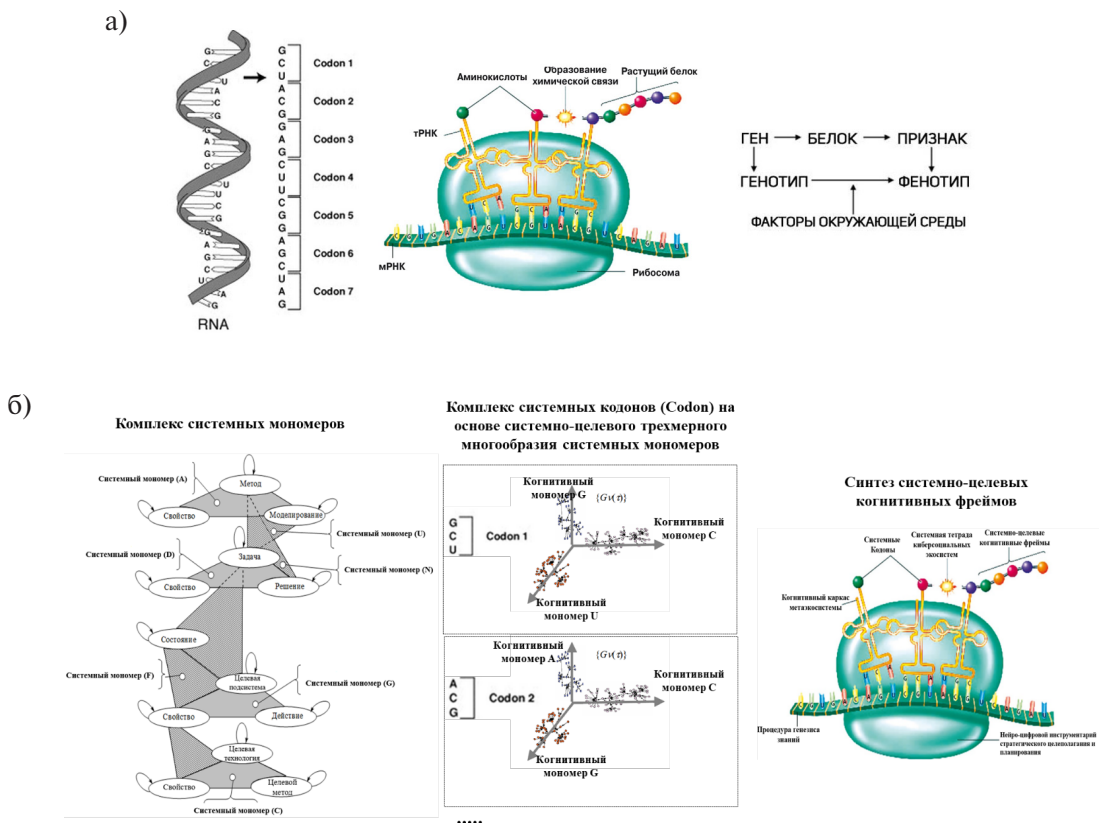 а)
G
C
U
A
C
G
G
A
G
C
U
U
C
G
G
A
G
C
U
A
G
RNA
G
C
U
A
C
G
G
A
G
C
U
U
C
G
G
A
G
C
U
A
G
Codon 1
Codon 2
Codon 3
Codon 4
Codon 5
Codon 6
Codon 7
Аминокислоты
Образование
химической связи
Растущий белок
тРНК
мРНК
Рибосома
ГЕН БЕЛОК ПРИЗНАК
ГЕНОТИП ФЕНОТИП
ФАКТОРЫ ОКРУЖАЮЩЕЙ СРЕДЫ
б)
Комплекс системных мономеров
Системный мономер (A)
Метод
Свойство
Моделирование
Системный мономер (U)
Системный мономер (D)
Задача
Системный мономер (N)
Свойство
Решение
Состояние
Системный мономер (F)
Целевая
подсистема
Системный мономер (G)
Свойство
Действие
Целевая
технология
Свойство
Целевой
метод
Системный мономер (C)
Комплекс системных кодонов (Codon) на
основе системно-целевого трехмерного
многообразия системных мономеров
Когнитивный
мономер G
{Gν(τ)}
Когнитивный
мономер C
G
C
U
Codon 1
Когнитивный
мономер U
Когнитивный
мономер A
{Gν(τ)}
Когнитивный
мономер C
A
C
G
Codon 2
Когнитивный
мономер G
.....
Синтез системно-целевых
когнитивных фреймов
Системные
Кодоны
Системная тетрада
киберсоциальных
экосистем
Системно-целевые
когнитивные фреймы
Когнитивный каркас
метаэкосистемы
Процедура генезиса
знаний
Нейро-цифровой инструментарий
стратегического целеполагания и
планирования